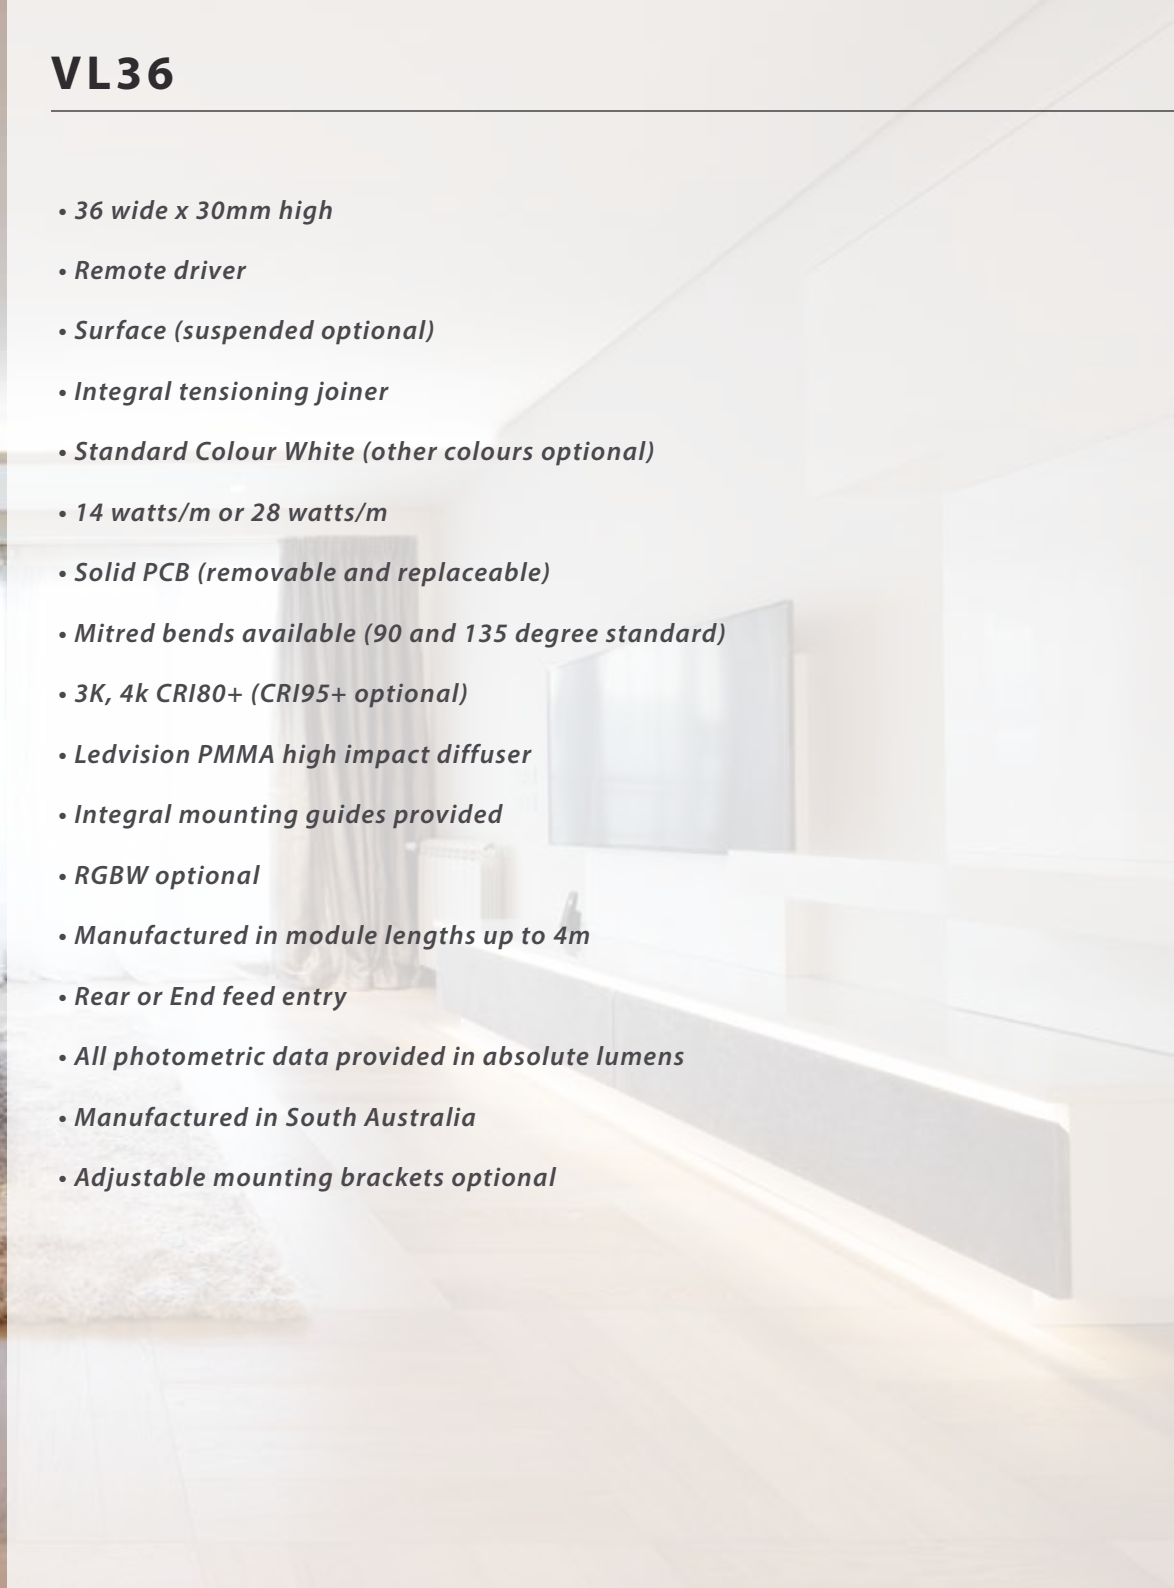 VL36
• 36 wide x 30mm high
• Remote driver
• Surface (suspended optional)
• Integral tensioning joiner
• Standard Colour White (other colours optional)
• 14 watts/m or 28 watts/m
• Solid PCB (removable and replaceable)
• Mitred bends available (90 and 135 degree standard)
• 3K, 4k CRI80+ (CRI95+ optional)
• Ledvision PMMA high impact diffuser
• Integral mounting guides provided
• RGBW optional
• Manufactured in module lengths up to 4m
• Rear or End feed entry
• All photometric data provided in absolute lumens
• Manufactured in South Australia
• Adjustable mounting brackets optional